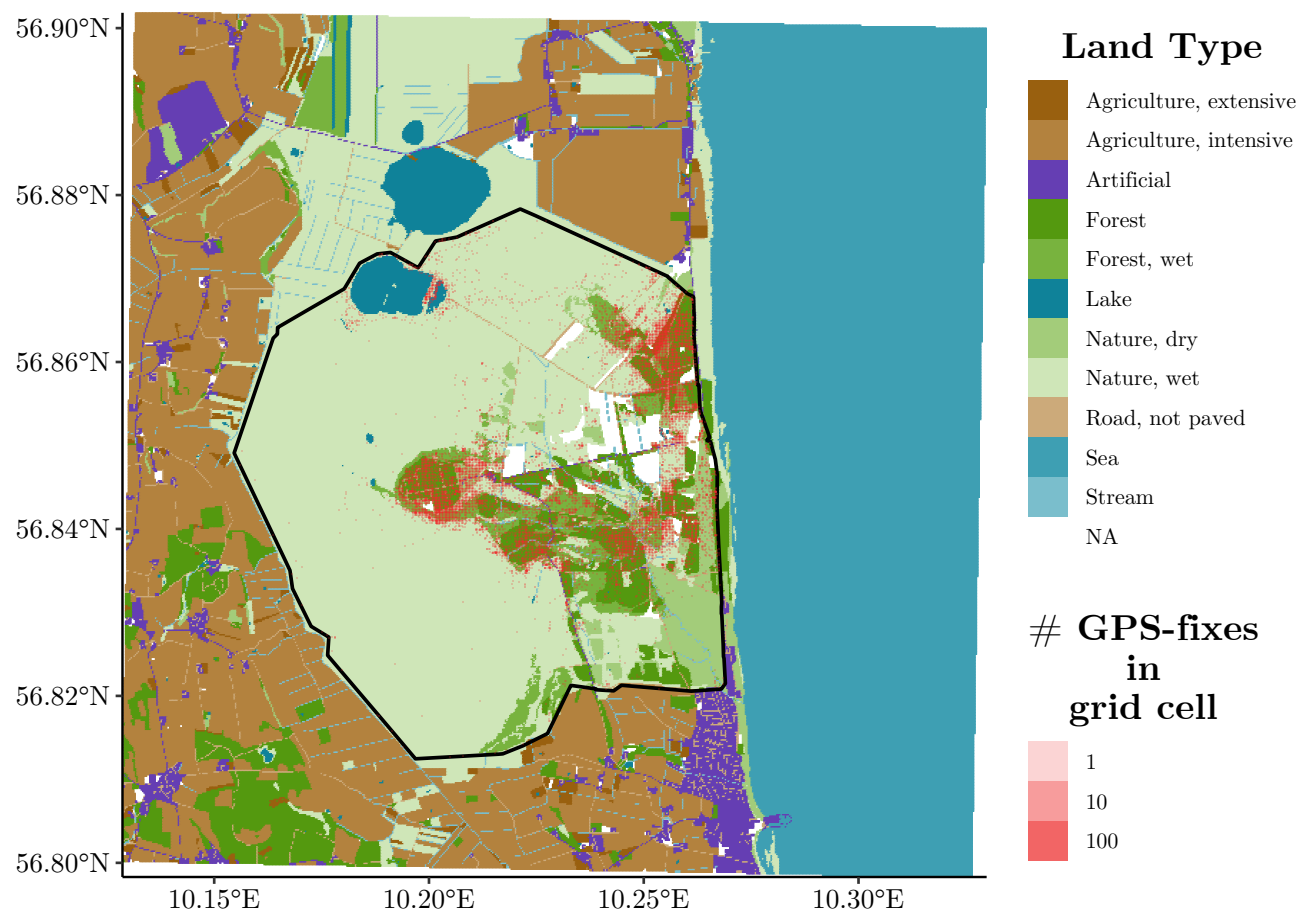 56.90°N
56.88°N
56.86°N
56.84°N
56.82°N
56.80°N
10.15°E
10.20°E
10.25°E
10.30°E
Land Type
Agriculture, extensive
Agriculture, intensive
Artificial
Forest
Forest, wet
Lake
Nature, dry
Nature, wet
Road, not paved
Sea
Stream
NA
# GPS-fixes
in
grid cell
1
10
100